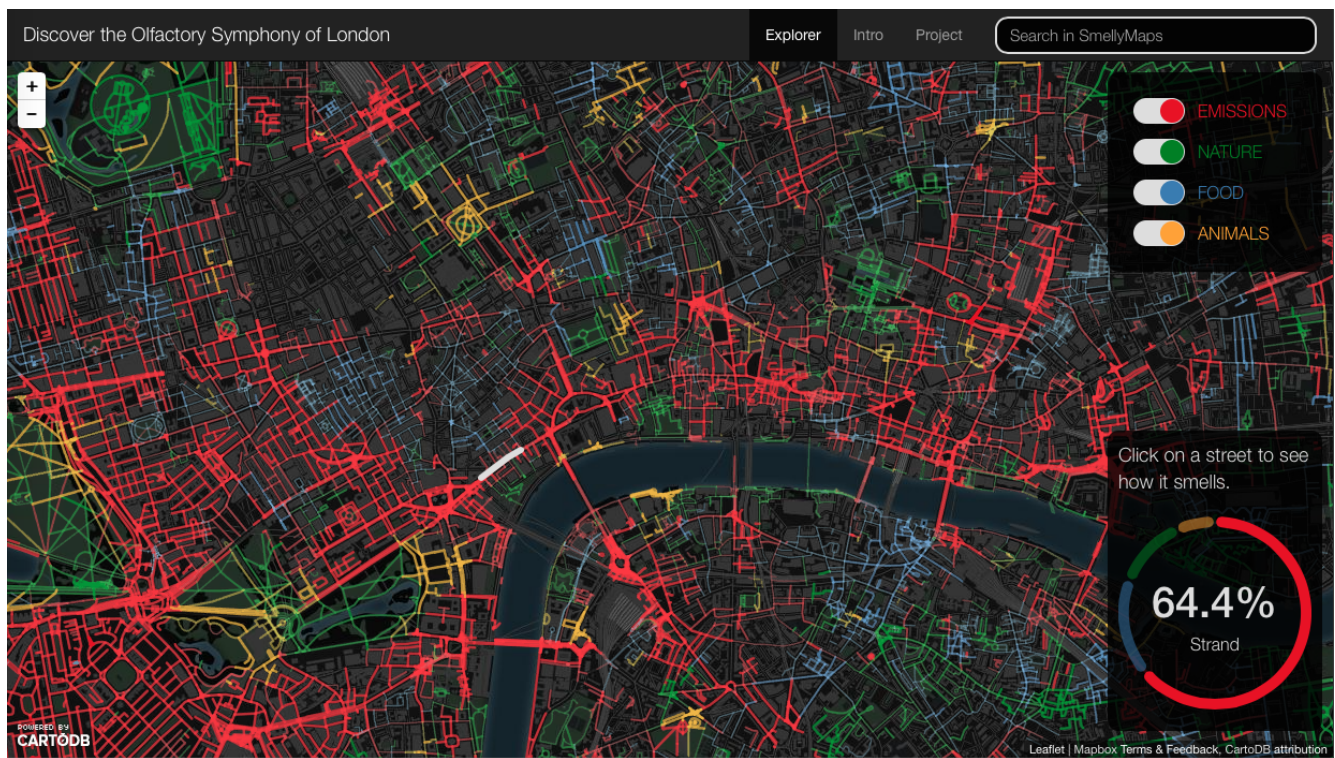 Discover the Olfactory Symphony of London
Explorer
Intro
Project
Search in SmellyMaps
+
−
EMISSIONS
NATURE
FOOD
ANIMALS
Click on a street to see
how it smells.
64.4%
Strand
POWERED BY
CARTODB
Leaflet | Mapbox Terms & Feedback, CartoDB attribution